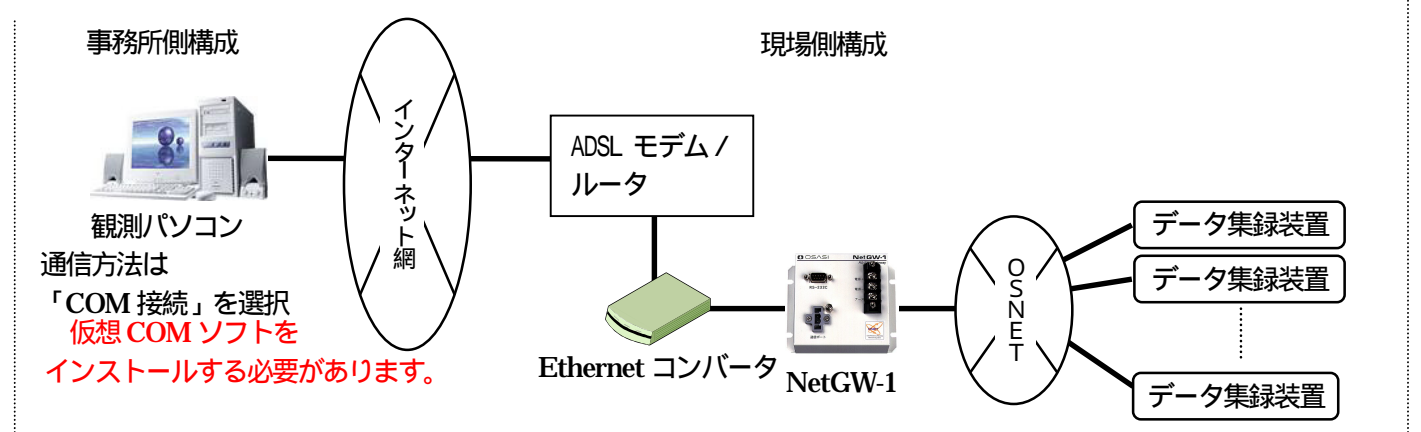 事務所側構成
現場側構成
インターネット網
ADSL モデム/
ルータ
観測パソコン
通信方法は
「COM 接続」を選択
仮想 COM ソフトを
インストールする必要があります。
Ethernet コンバータ
OSASI NetGW-1
RS-232C
NetGW-1
OSNET
データ集録装置
データ集録装置
データ集録装置